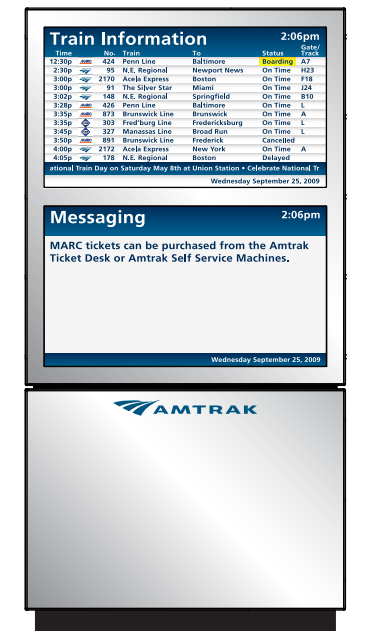 Train Information 2:06pm
Time No. Train To Status Gate/Track
12:30p MARC 424 Penn Line Baltimore Boarding A7
2:30p 95 N.E. Regional Newport News On Time H23
3:00p 2170 Acela Express Boston On Time F18
3:00p 91 The Silver Star Miami On Time J24
3:02p 148 N.E. Regional Springfield On Time B10
3:28p 426 Penn Line Baltimore On Time L
3:35p MARC 873 Brunswick Line Brunswick On Time A
3:35p 303 Fred'burg Line Fredericksburg On Time L
3:45p 327 Manassas Line Broad Run On Time L
3:50p MARC 891 Brunswick Line Frederick Cancelled
4:00p 2172 Acela Express New York On Time A
4:05p 178 N.E. Regional Boston Delayed
ational Train Day on Saturday May 8th at Union Station • Celebrate National Tr
Wednesday September 25, 2009
Messaging 2:06pm
MARC tickets can be purchased from the Amtrak
Ticket Desk or Amtrak Self Service Machines.
Wednesday September 25, 2009
AMTRAK